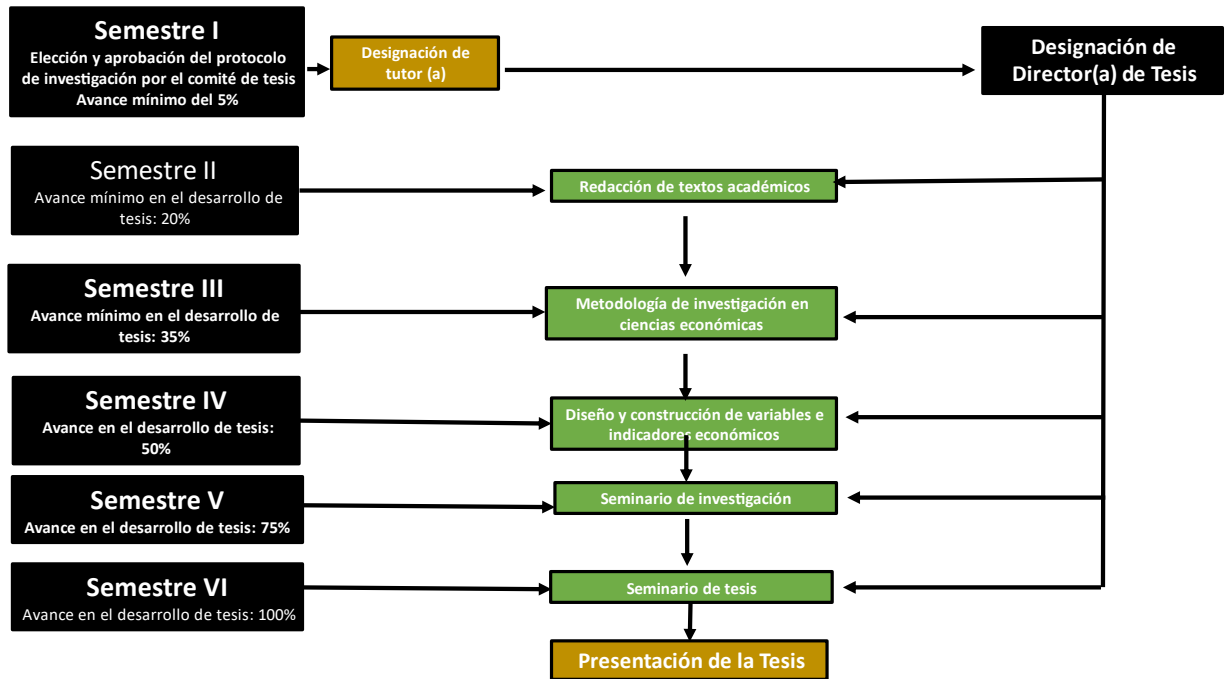 Semestre I
Elección y aprobación del protocolo
de investigación por el comité de tesis
Avance mínimo del 5%
Designación de
tutor (a)
Designación de
Director(a) de Tesis
Semestre II
Avance mínimo en el desarrollo de
tesis: 20%
Redacción de textos académicos
Semestre III
Avance mínimo en el desarrollo de
tesis: 35%
Metodología de investigación en
ciencias económicas
Semestre IV
Avance en el desarrollo de tesis:
50%
Diseño y construcción de variables e
indicadores económicos
Semestre V
Avance en el desarrollo de tesis: 75%
Seminario de investigación
Semestre VI
Avance en el desarrollo de tesis: 100%
Seminario de tesis
Presentación de la Tesis